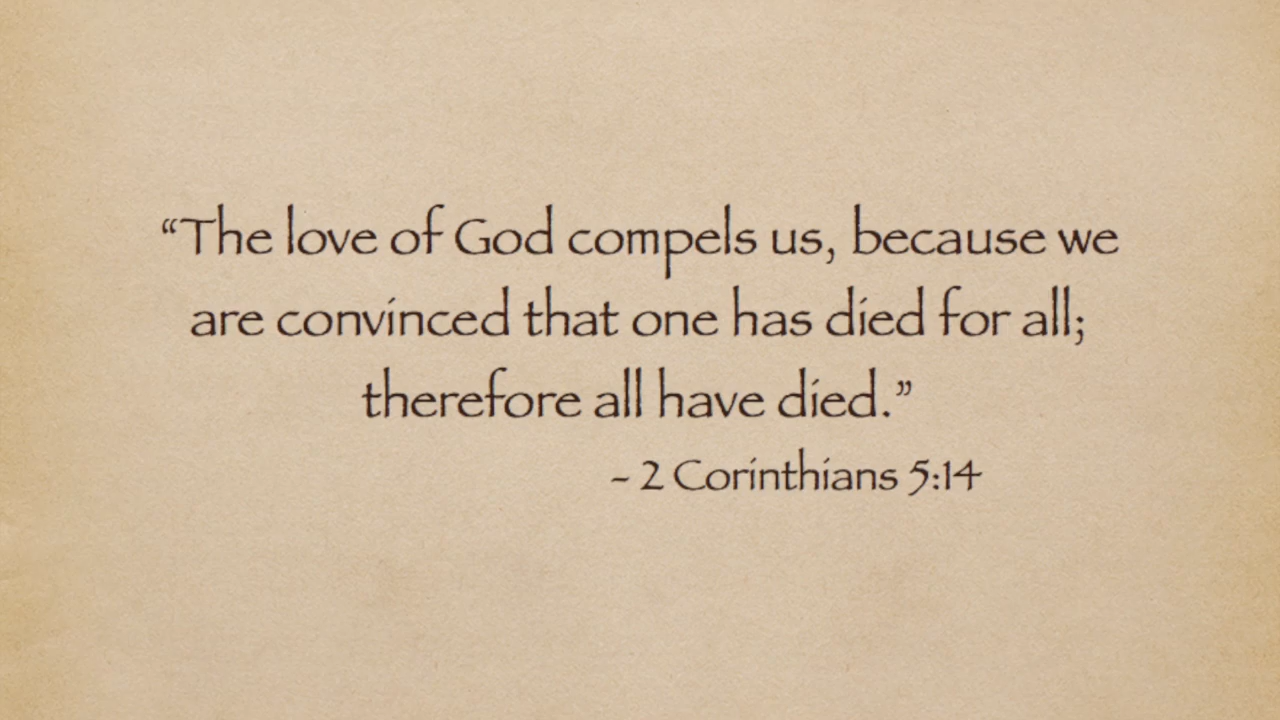 “The love of God compels us, because we
are convinced that one has died for all;
therefore all have died.”
- 2 Corinthians 5:14